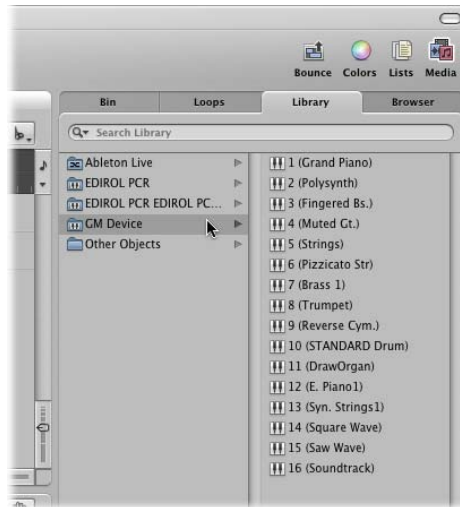 Bounce Colors Lists Media
Bin Loops Library Browser
Search Library
Ableton Live
EDIROL PCR
EDIROL PCR EDIROL PC...
GM Device
Other Objects
1 (Grand Piano)
2 (Polysynth)
3 (Fingered Bs.)
4 (Muted Gt.)
5 (Strings)
6 (Pizzicato Str)
7 (Brass 1)
8 (Trumpet)
9 (Reverse Cym.)
10 (STANDARD Drum)
11 (DrawOrgan)
12 (E. Piano1)
13 (Syn. Strings1)
14 (Square Wave)
15 (Saw Wave)
16 (Soundtrack)